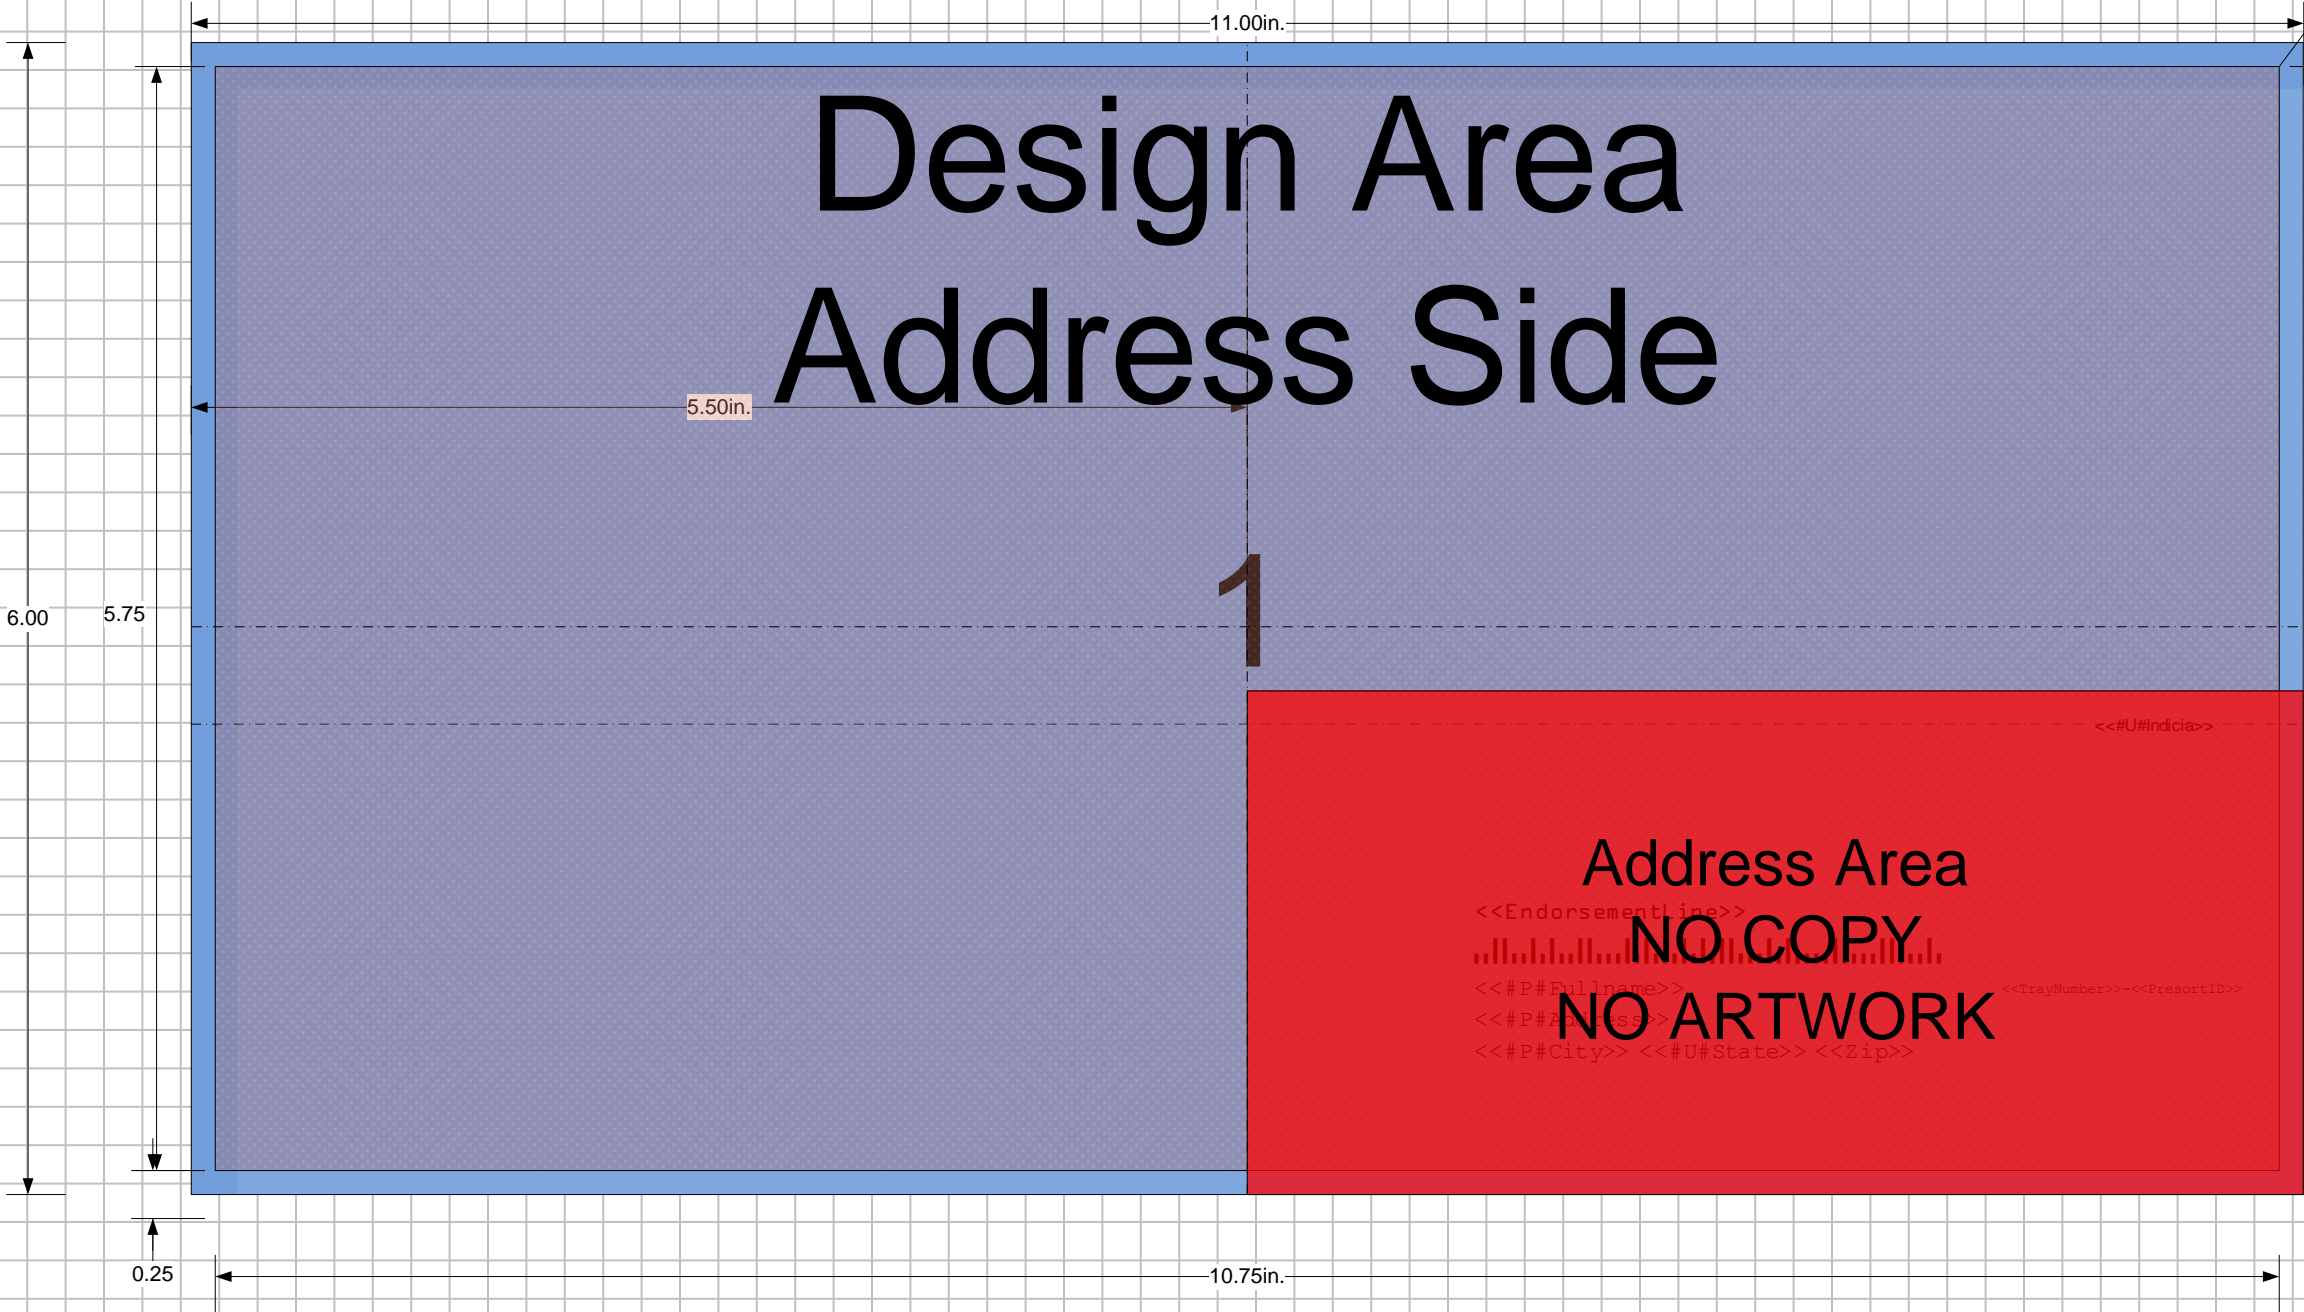 11.00in.
Design Area
Address Side
5.50in.
1
6.00
5.75
<<#U#Indicia>>
Address Area
<<EndorsementLine>>
NO COPY
<<#P#Fullname>>
<<TrayNumber>>-<<PresortID>>
NO ARTWORK
<<#P#Address>>
<<#P#City>> <<#U#State>> <<Zip>>
0.25
10.75in.